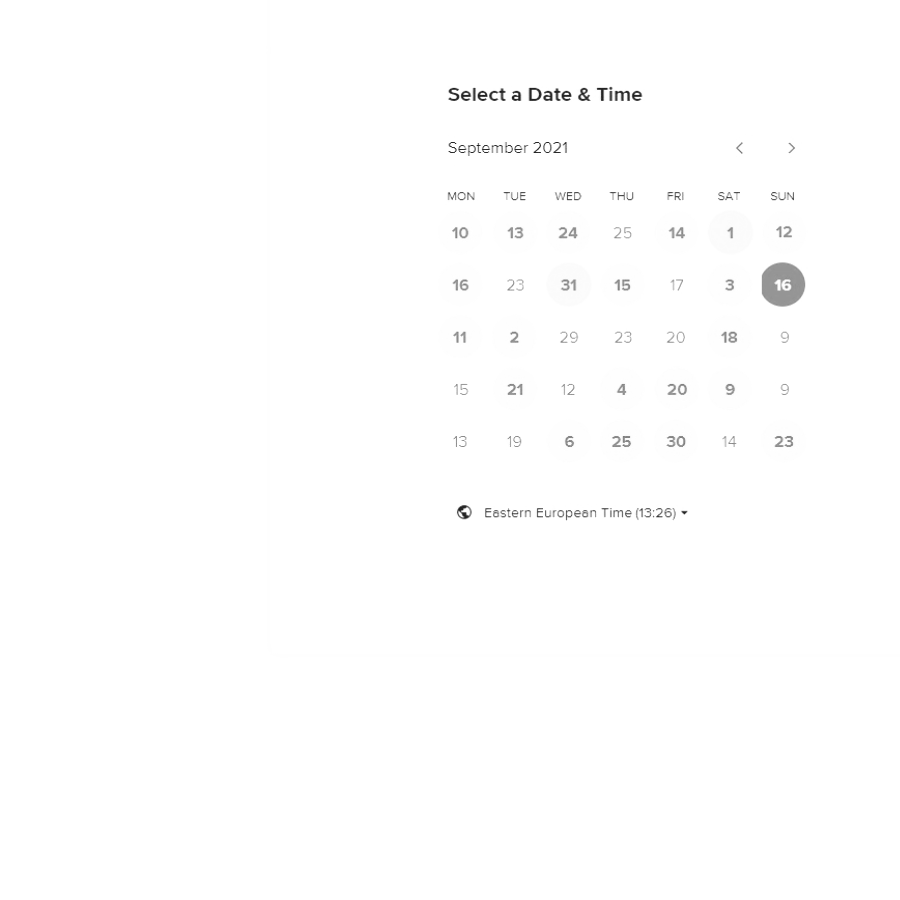 Select a Date & Time
September 2021
MON TUE WED THU FRI SAT SUN
10 13 24 25 14 1 12
16 23 31 15 17 3 16
11 2 29 23 20 18 9
15 21 12 4 20 9 9
13 19 6 25 30 14 23
Eastern European Time (13:26)